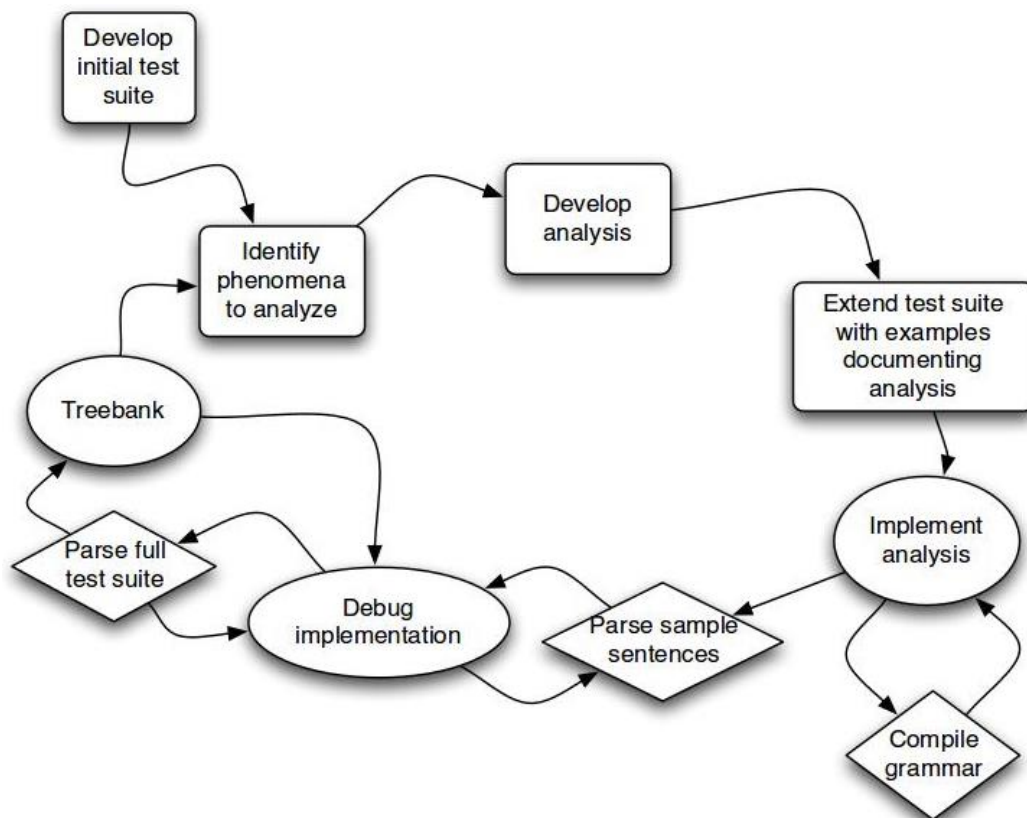 Develop
initial test
suite
Identify
phenomena
to analyze
Develop
analysis
Extend test suite
with examples
documenting
analysis
Treebank
Parse full
test suite
Debug
implementation
Parse sample
sentences
Implement
analysis
Compile
grammar